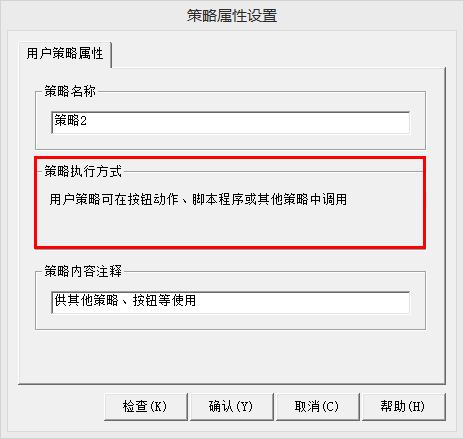 策略属性设置
用户策略属性
策略名称
策略2
策略执行方式
用户策略可在按钮动作、脚本程序或其他策略中调用
策略内容注释
供其他策略、按钮等使用
检查(K) 确认(Y) 取消(C) 帮助(H)